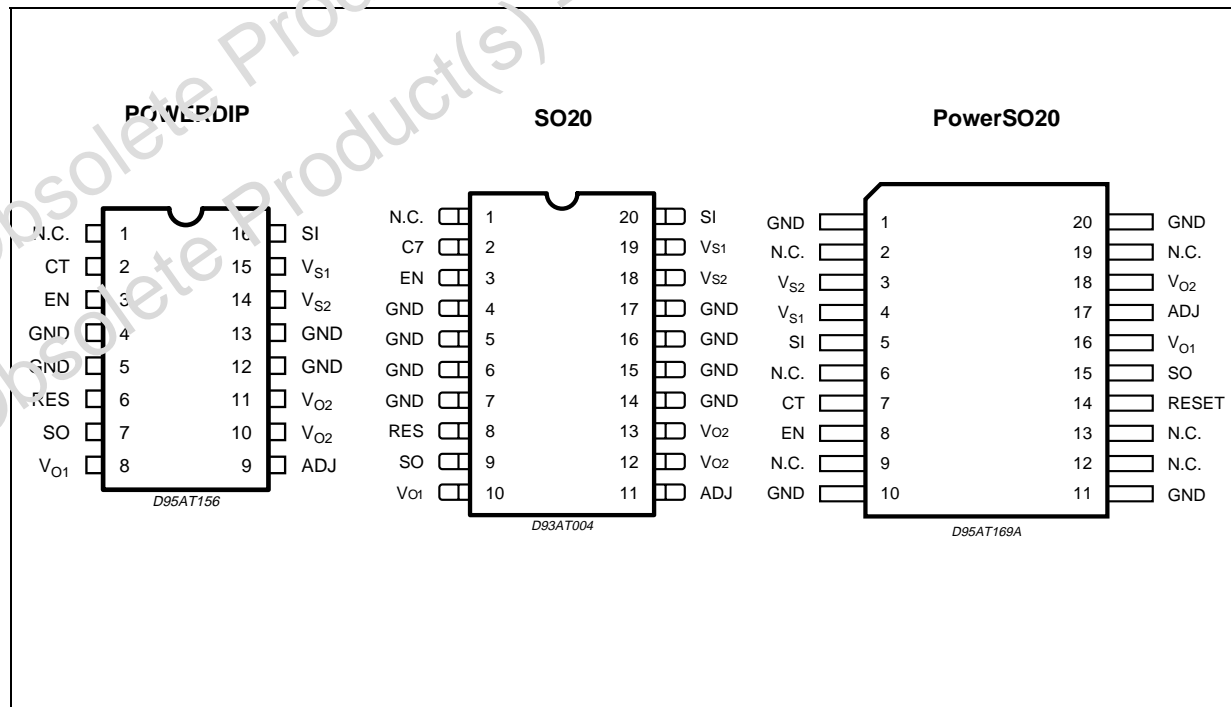 Obsolete Product(s)
Obsolete Product(s)
POWERDIP
N.C. 1 16 SI
CT 2 15 VS1
EN 3 14 VS2
GND 4 13 GND
GND 5 12 GND
RES 6 11 VO2
SO 7 10 VO2
VO1 8 9 ADJ
D95AT156
SO20
N.C. 1 20 SI
C7 2 19 VS1
EN 3 18 VS2
GND 4 17 GND
GND 5 16 GND
GND 6 15 GND
GND 7 14 GND
RES 8 13 VO2
SO 9 12 VO2
VO1 10 11 ADJ
D93AT004
PowerSO20
GND 1 20 GND
N.C. 2 19 N.C.
VS2 3 18 VO2
VS1 4 17 ADJ
SI 5 16 VO1
N.C. 6 15 SO
CT 7 14 RESET
EN 8 13 N.C.
N.C. 9 12 N.C.
GND 10 11 GND
D95AT169A